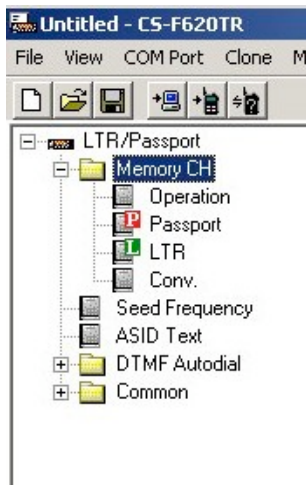 Untitled - CS-F620TR
File View COM Port Clone M
LTR/Passport
Memory CH
Operation
P Passport
L LTR
Conv.
Seed Frequency
ASID Text
DTMF Autodial
Common